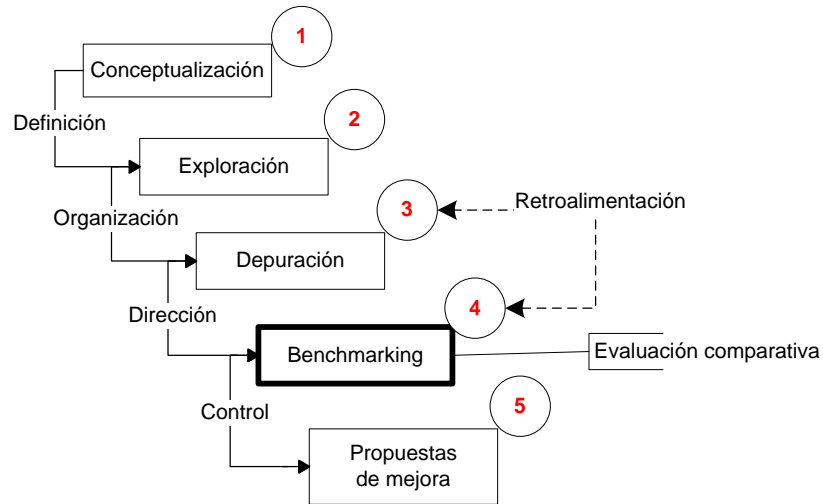 1
Conceptualización
Definición
2
Exploración
Organización
3
Retroalimentación
Depuración
Dirección
4
Benchmarking
Evaluación comparativa
Control
5
Propuestas
de mejora